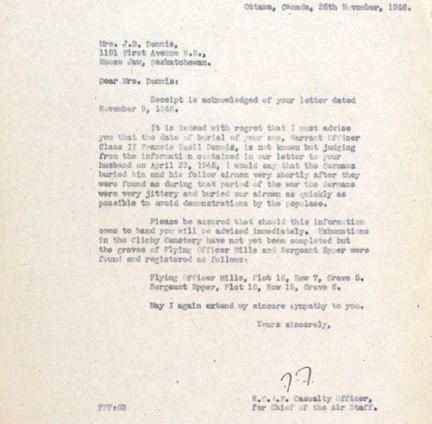 Ottawa, Canada, 26th November, 1946.
Mrs. J.B. Dennis,
1191 First Avenue N.E.,
Moose Jaw, Saskatchewan.
Dear Mrs. Dennis:
Receipt is acknowledged of your letter dated
November 5, 1946.
It is indeed with regret that I must advise
you that the date of burial of your son, Warrant Officer
Class II Francis Basil Dennis, is not known but judging
from the information contained in our letter to your
husband on April 23, 1945, I would say that the Germans
buried him and his fellow airmen very shortly after they
were found as during that period of the war the Germans
were very jittery and buried our airmen as quickly as
possible to avoid demonstrations by the populace.
Please be assured that should this information
come to hand you will be advised immediately. Exhumations
in the Clichy Cemetery have not yet been completed but
the graves of Flying Officer Mills and Sergeant Epper were
found and registered as follows:
Flying Officer Mills, Plot 16, Row 7, Grave 6.
Sergeant Epper, Plot 16, Row 15, Grave 6.
May I again extend my sincere sympathy to you.
Yours sincerely,
R.C.A.F. Casualty Officer,
for Chief of the Air Staff.